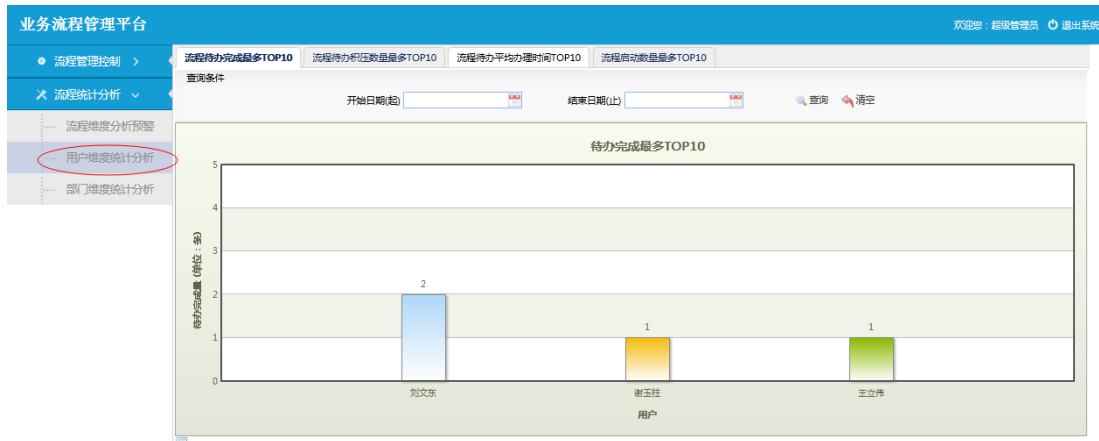 业务流程管理平台
欢迎您：超级管理员 退出系统
流程管理控制
流程统计分析
流程维度分析预警
用户维度统计分析
部门维度统计分析
流程待办完成最多TOP10 流程待办积压数量最多TOP10 流程待办平均办理时间TOP10 流程启动数量最多TOP10
查询条件
开始日期(起) 结束日期(止) 查询 清空
待办完成最多TOP10
待办完成量 (单位：条)
5
4
3
2
1
0
2
1
1
刘文东 谢玉柱 王立伟
用户